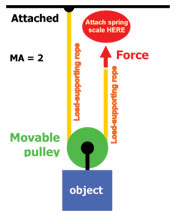 Attached
Attach spring
scale HERE
MA = 2
Force
Load-supporting rope
Load-supporting rope
Movable
pulley
object